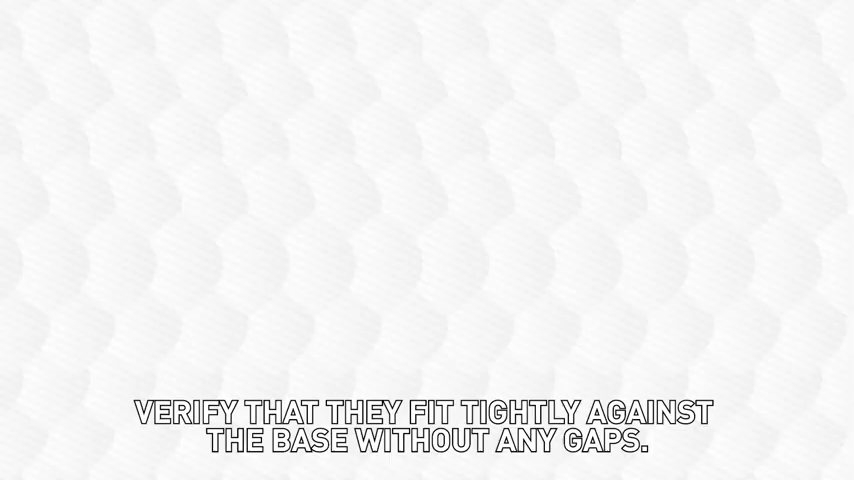 VERIFY THAT THEY FIT TIGHTLY AGAINST
THE BASE WITHOUT ANY GAPS.